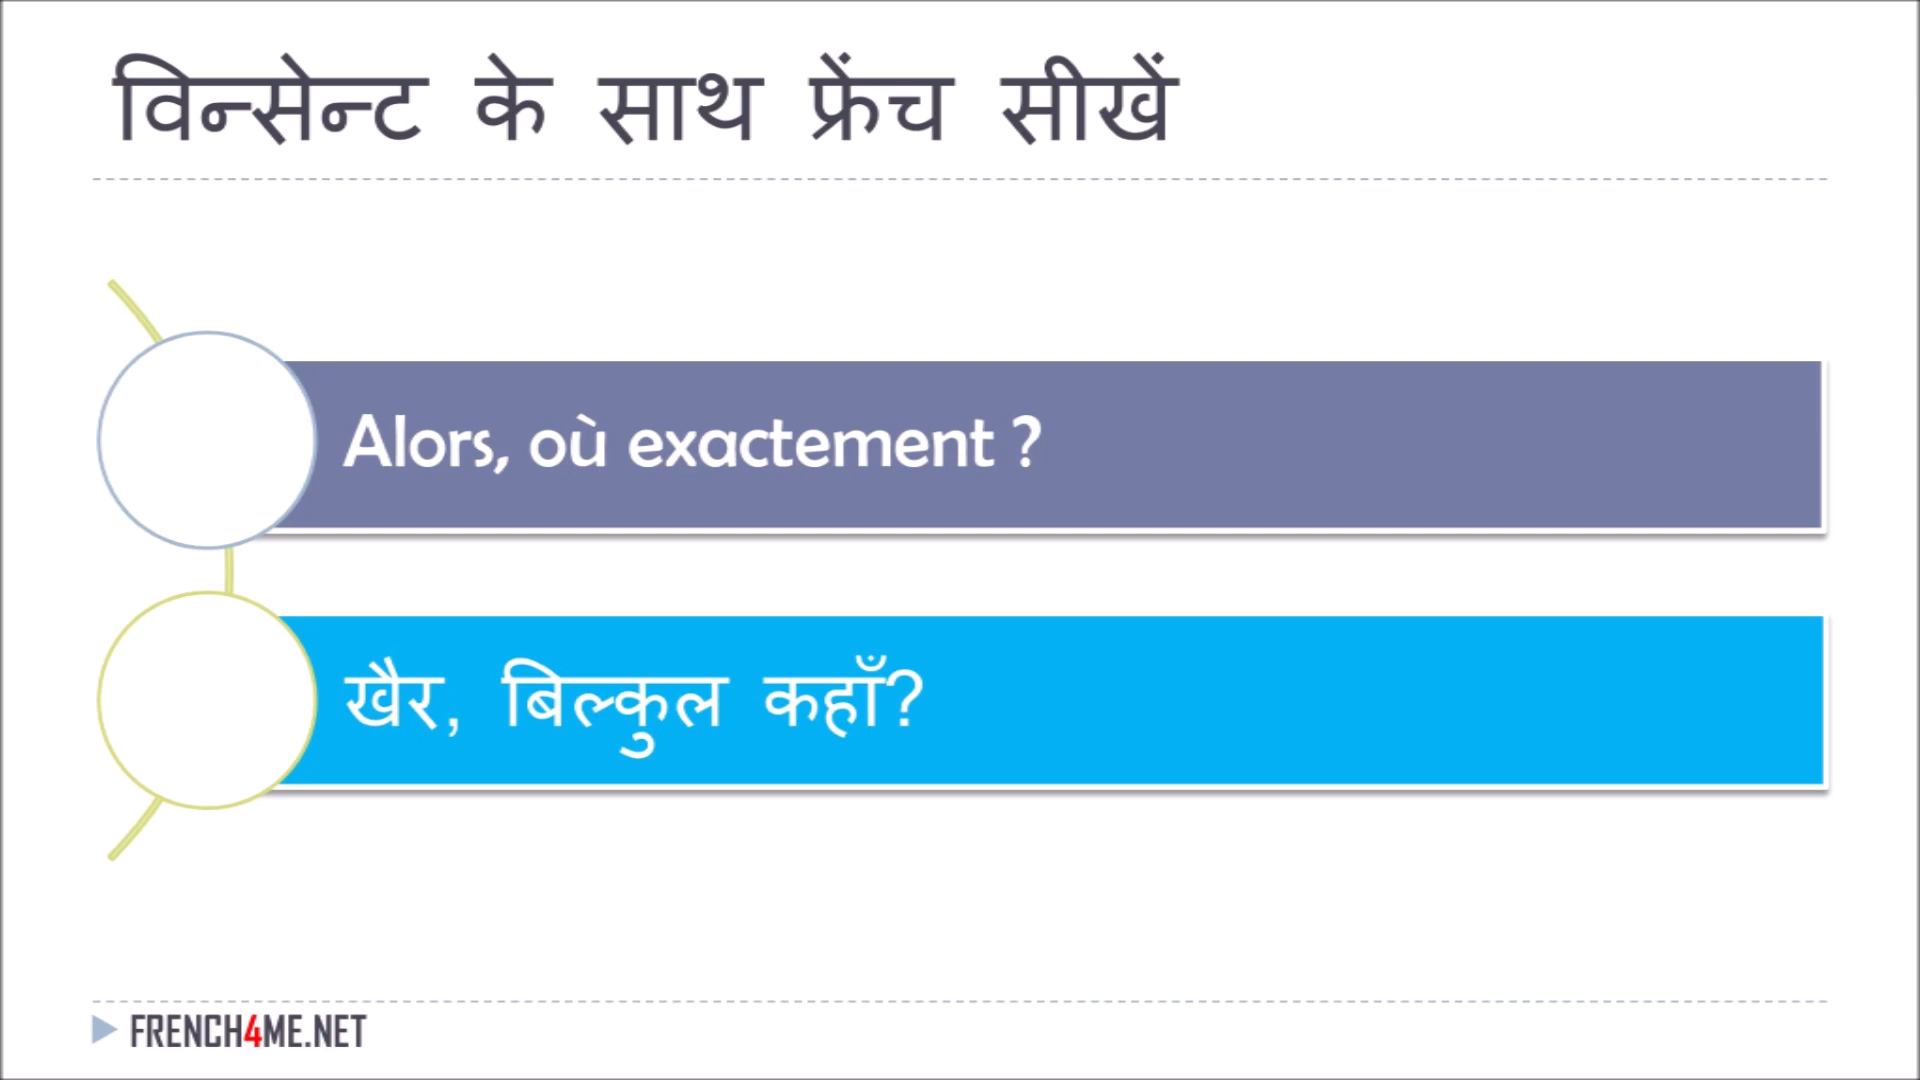 विन्सेन्ट के साथ फ्रेंच सीखें
Alors, où exactement ?
खैर, बिल्कुल कहाँ?
FRENCH4ME.NET